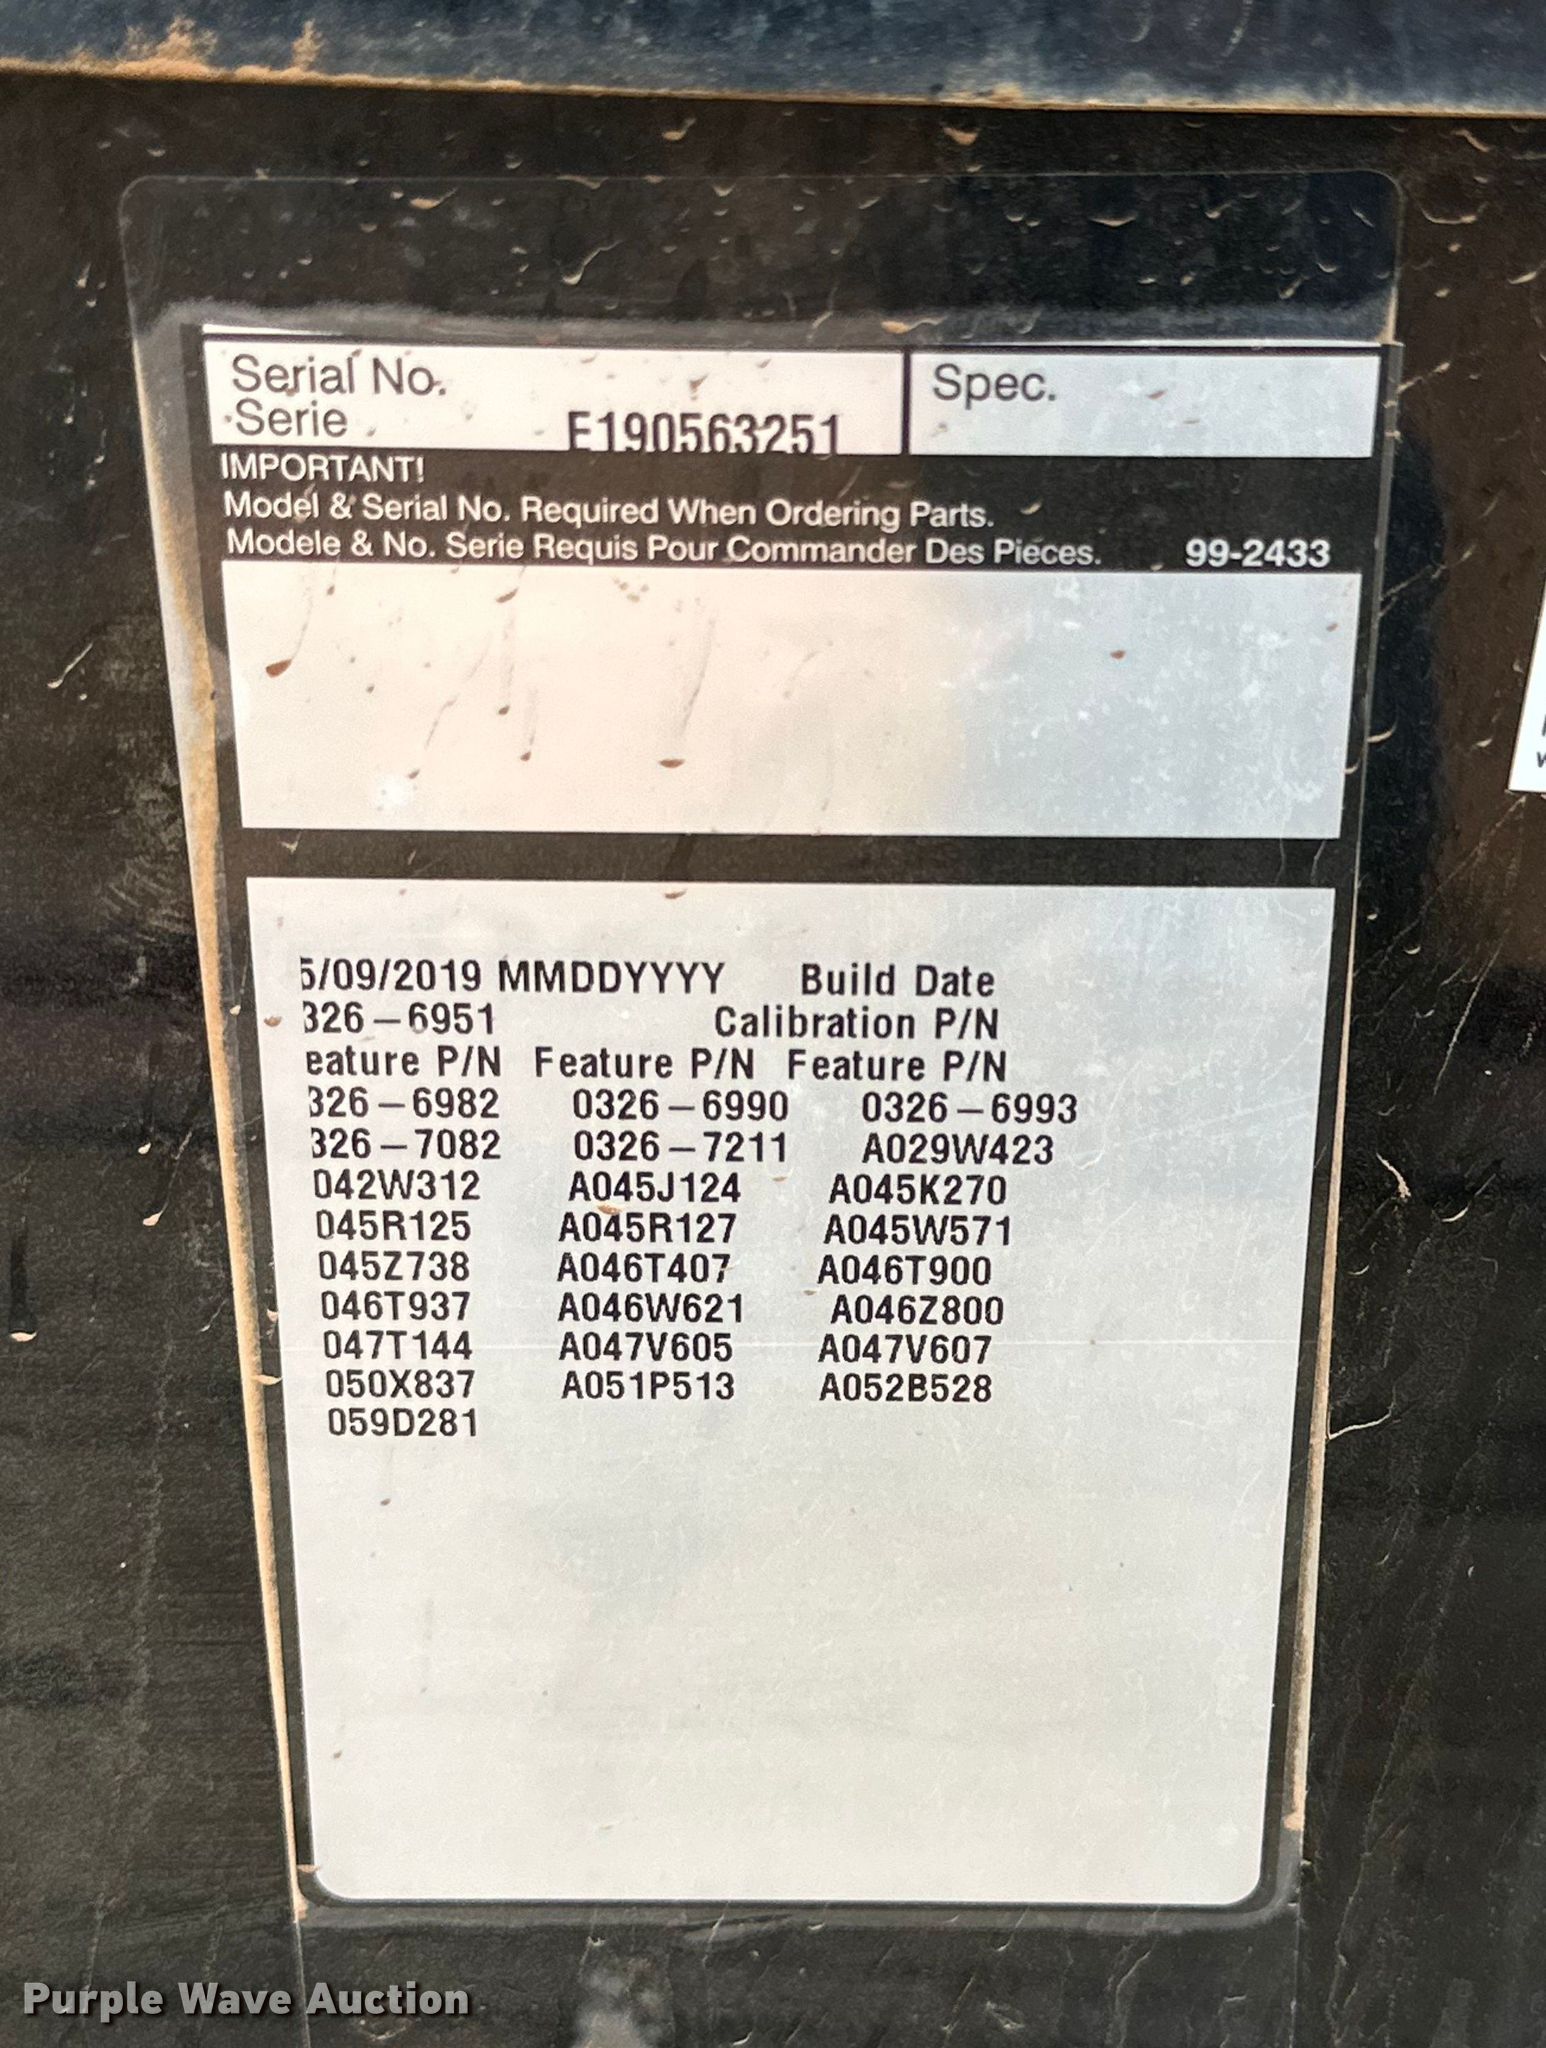 Serial No.
Serie
E190563251
Spec.
IMPORTANT!
Model & Serial No. Required When Ordering Parts.
Modele & No. Serie Requis Pour Commander Des Pieces. 99-2433
5/09/2019 MMDDYYYY Build Date
326-6951 Calibration P/N
eature P/N Feature P/N Feature P/N
326-6982 0326-6990 0326-6993
326-7082 0326-7211 A029W423
042W312 A045J124 A045K270
045R125 A045R127 A045W571
045Z738 A046T407 A046T900
046T937 A046W621 A046Z800
047T144 A047V605 A047V607
050X837 A051P513 A052B528
059D281
Purple Wave Auction